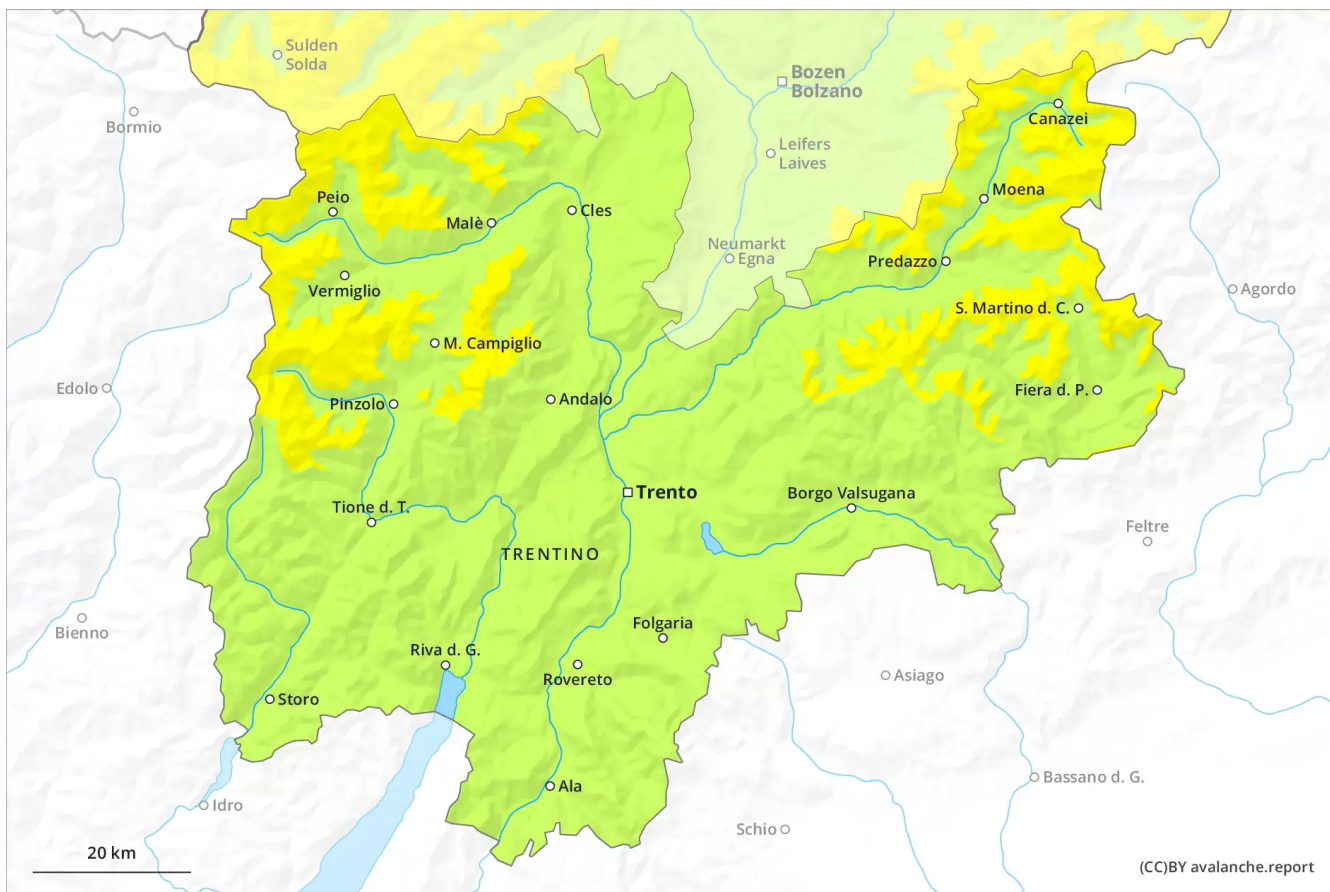 Sulden
Solda
Bozen
Bolzano
Bormio
Canazei
Leifers
Laives
Peio
Moena
Malè
Cles
Neumarkt
Egna
Predazzo
Vermiglio
Agordo
S. Martino d. C.
M. Campiglio
Edolo
Pinzolo
Andalo
Fiera d. P.
Trento
Borgo Valsugana
Tione d. T.
Feltre
TRENTINO
Bienno
Folgaria
Riva d. G.
Rovereto
Asiago
Storo
Bassano d. G.
Ala
Idro
Schio
20 km
(CC)BY avalanche.report